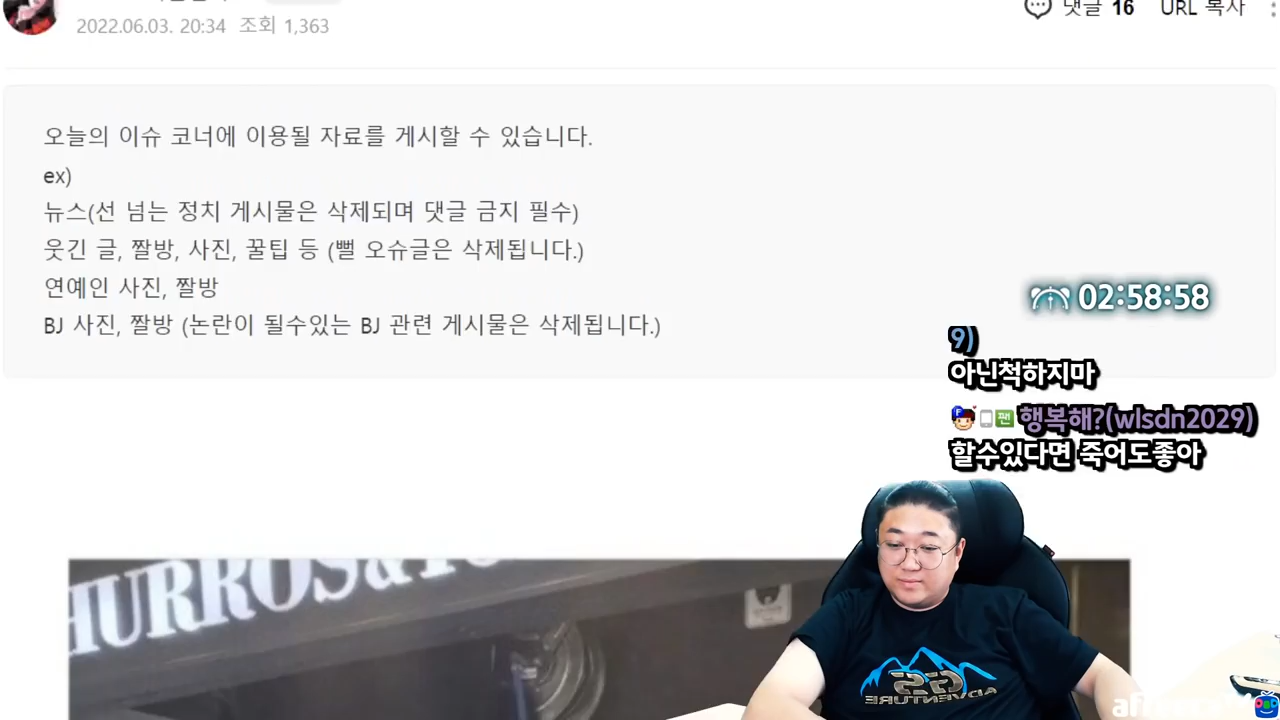 2022.06.03. 20:34 조회 1,363
댓글 16 URL 복사
오늘의 이슈 코너에 이용될 자료를 게시할 수 있습니다.
ex)
뉴스(선 넘는 정치 게시물은 삭제되며 댓글 금지 필수)
웃긴 글, 짤방, 사진, 꿀팁 등 (뻘 오슈글은 삭제됩니다.)
연예인 사진, 짤방
BJ 사진, 짤방 (논란이 될수있는 BJ 관련 게시물은 삭제됩니다.)
02:58:58
9)
아닌척하지마
F 팬 행복해?(wlsdn2029)
할수있다면 죽어도좋아
HURROS&
ADVENTURE